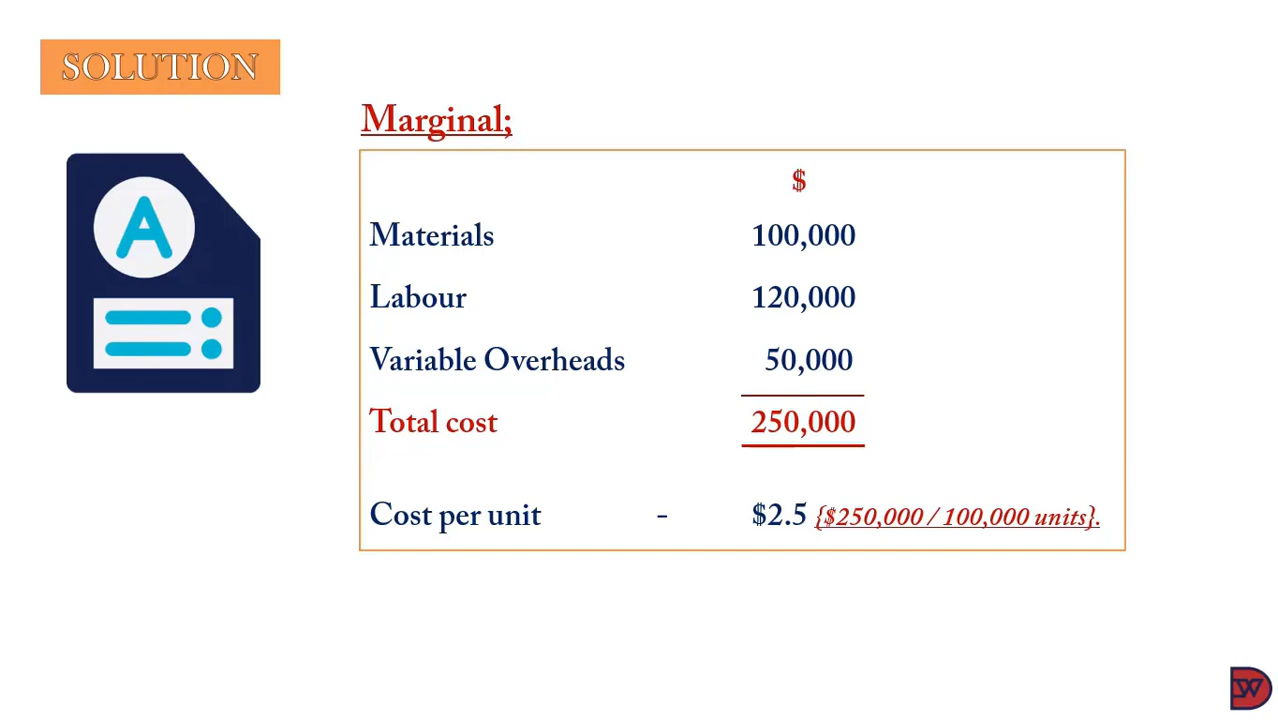 SOLUTION
Marginal;
$
Materials 100,000
Labour 120,000
Variable Overheads 50,000
Total cost 250,000
Cost per unit - $2.5 {$250,000 / 100,000 units}.
A
DW